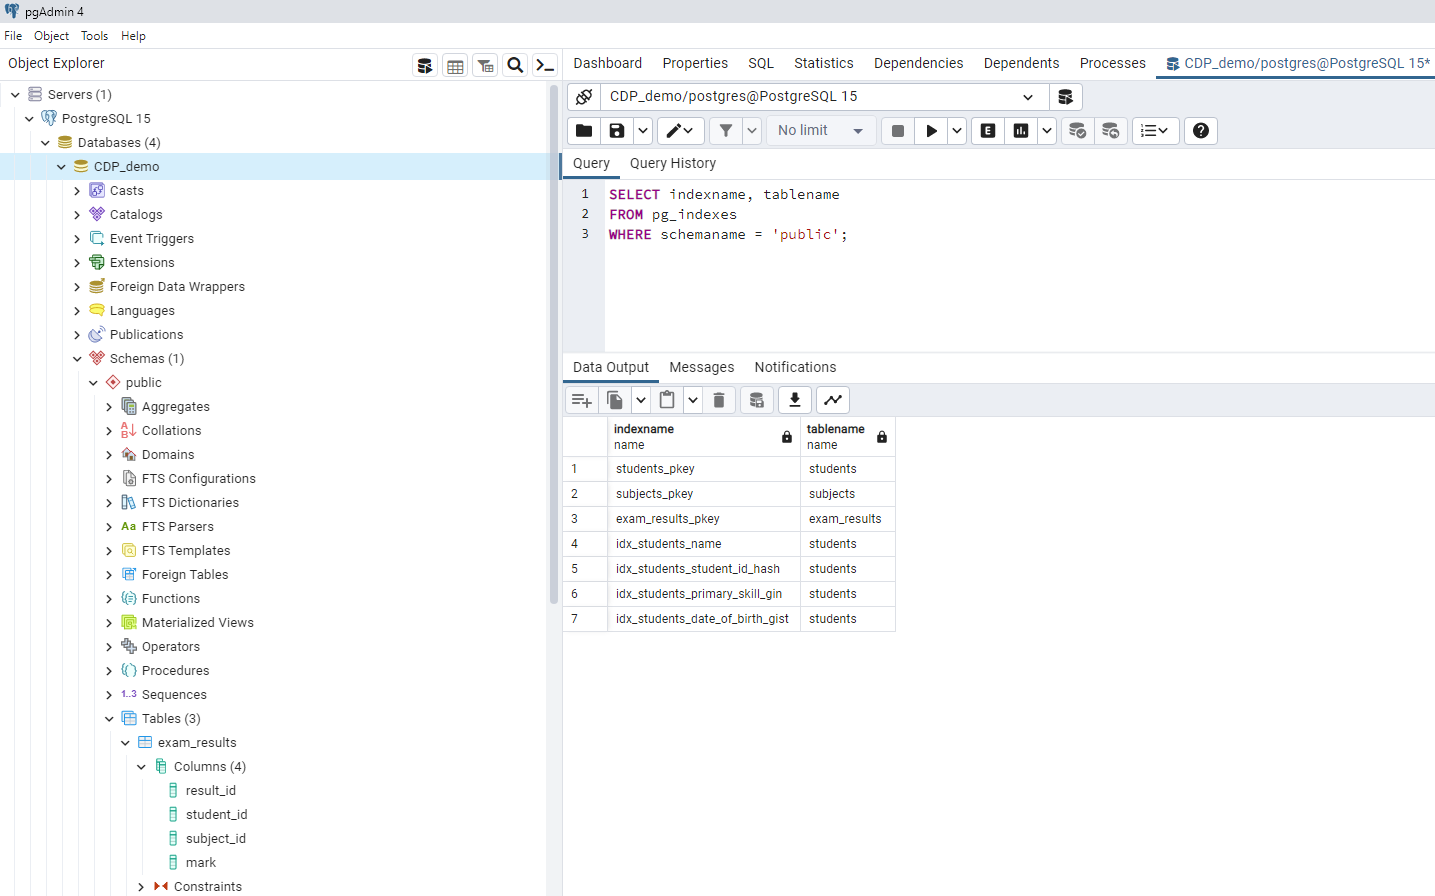 pgAdmin 4
File Object Tools Help
Object Explorer
Servers (1)
PostgreSQL 15
Databases (4)
CDP_demo
Casts
Catalogs
Event Triggers
Extensions
Foreign Data Wrappers
Languages
Publications
Schemas (1)
public
Aggregates
Collations
Domains
FTS Configurations
FTS Dictionaries
Aa FTS Parsers
FTS Templates
Foreign Tables
Functions
Materialized Views
Operators
Procedures
1..3 Sequences
Tables (3)
exam_results
Columns (4)
result_id
student_id
subject_id
mark
Constraints
Dashboard Properties SQL Statistics Dependencies Dependents Processes CDP_demo/postgres@PostgreSQL 15*
CDP_demo/postgres@PostgreSQL 15
No limit E
Query Query History
1 SELECT indexname, tablename
2 FROM pg_indexes
3 WHERE schemaname = 'public';
Data Output Messages Notifications
indexname tablename
name name
1 students_pkey students
2 subjects_pkey subjects
3 exam_results_pkey exam_results
4 idx_students_name students
5 idx_students_student_id_hash students
6 idx_students_primary_skill_gin students
7 idx_students_date_of_birth_gist students